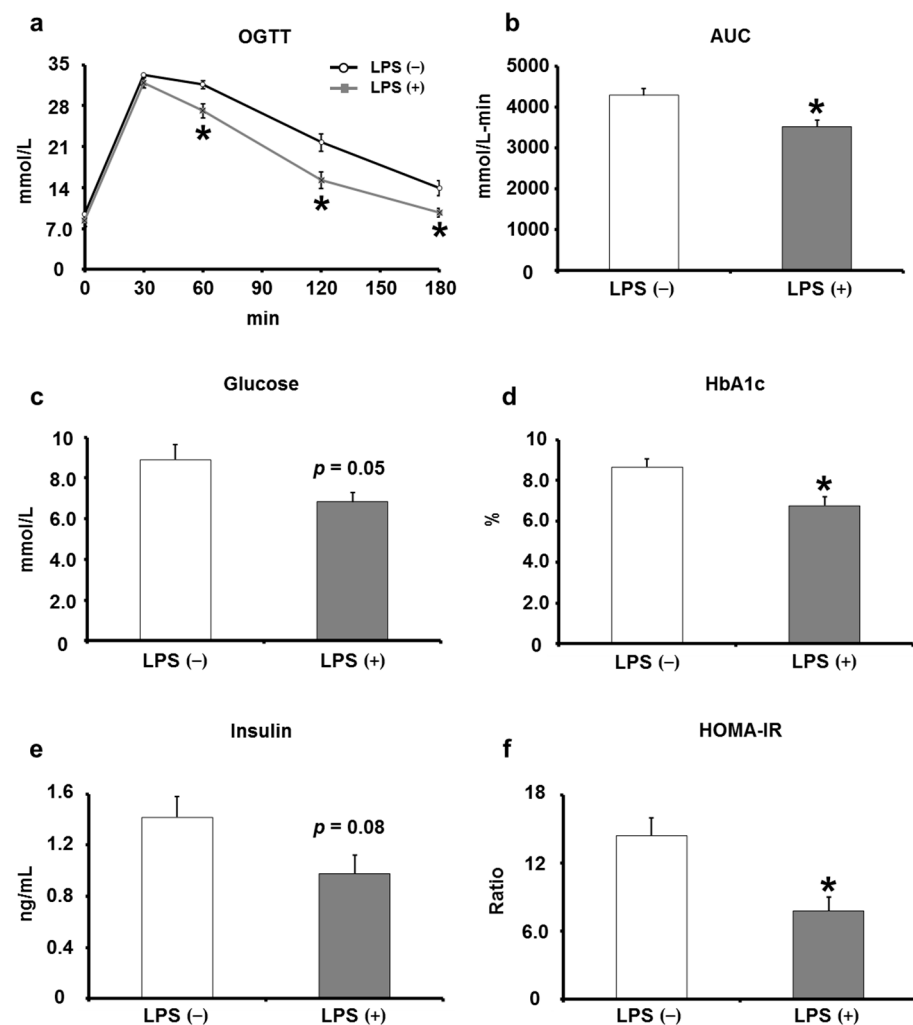 a
OGTT
35
28
21
14
7.0
0
mmol/L
LPS (−)
LPS (+)
*
*
*
0 30 60 90 120 150 180
min
b
AUC
5000
4000
3000
2000
1000
0
mmol/L-min
*
LPS (−) LPS (+)
c
Glucose
10
8.0
6.0
4.0
2.0
0
mmol/L
p = 0.05
LPS (−) LPS (+)
d
HbA1c
10
8.0
6.0
4.0
2.0
0
%
*
LPS (−) LPS (+)
e
Insulin
1.6
1.2
0.8
0.4
0
ng/mL
p = 0.08
LPS (−) LPS (+)
f
HOMA-IR
18
12
6.0
0
Ratio
*
LPS (−) LPS (+)